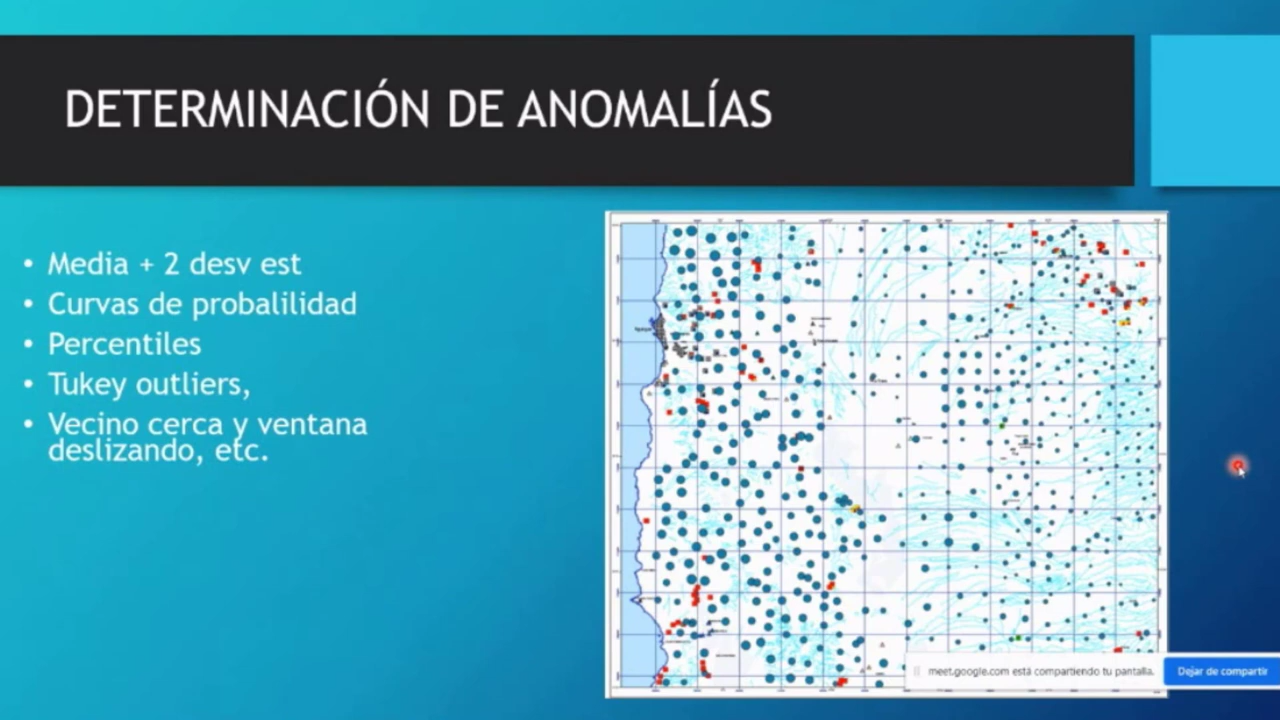 DETERMINACIÓN DE ANOMALÍAS
• Media + 2 desv est
• Curvas de probalilidad
• Percentiles
• Tukey outliers,
• Vecino cerca y ventana
deslizando, etc.
meet.google.com está compartiendo tu pantalla.
Dejar de compartir